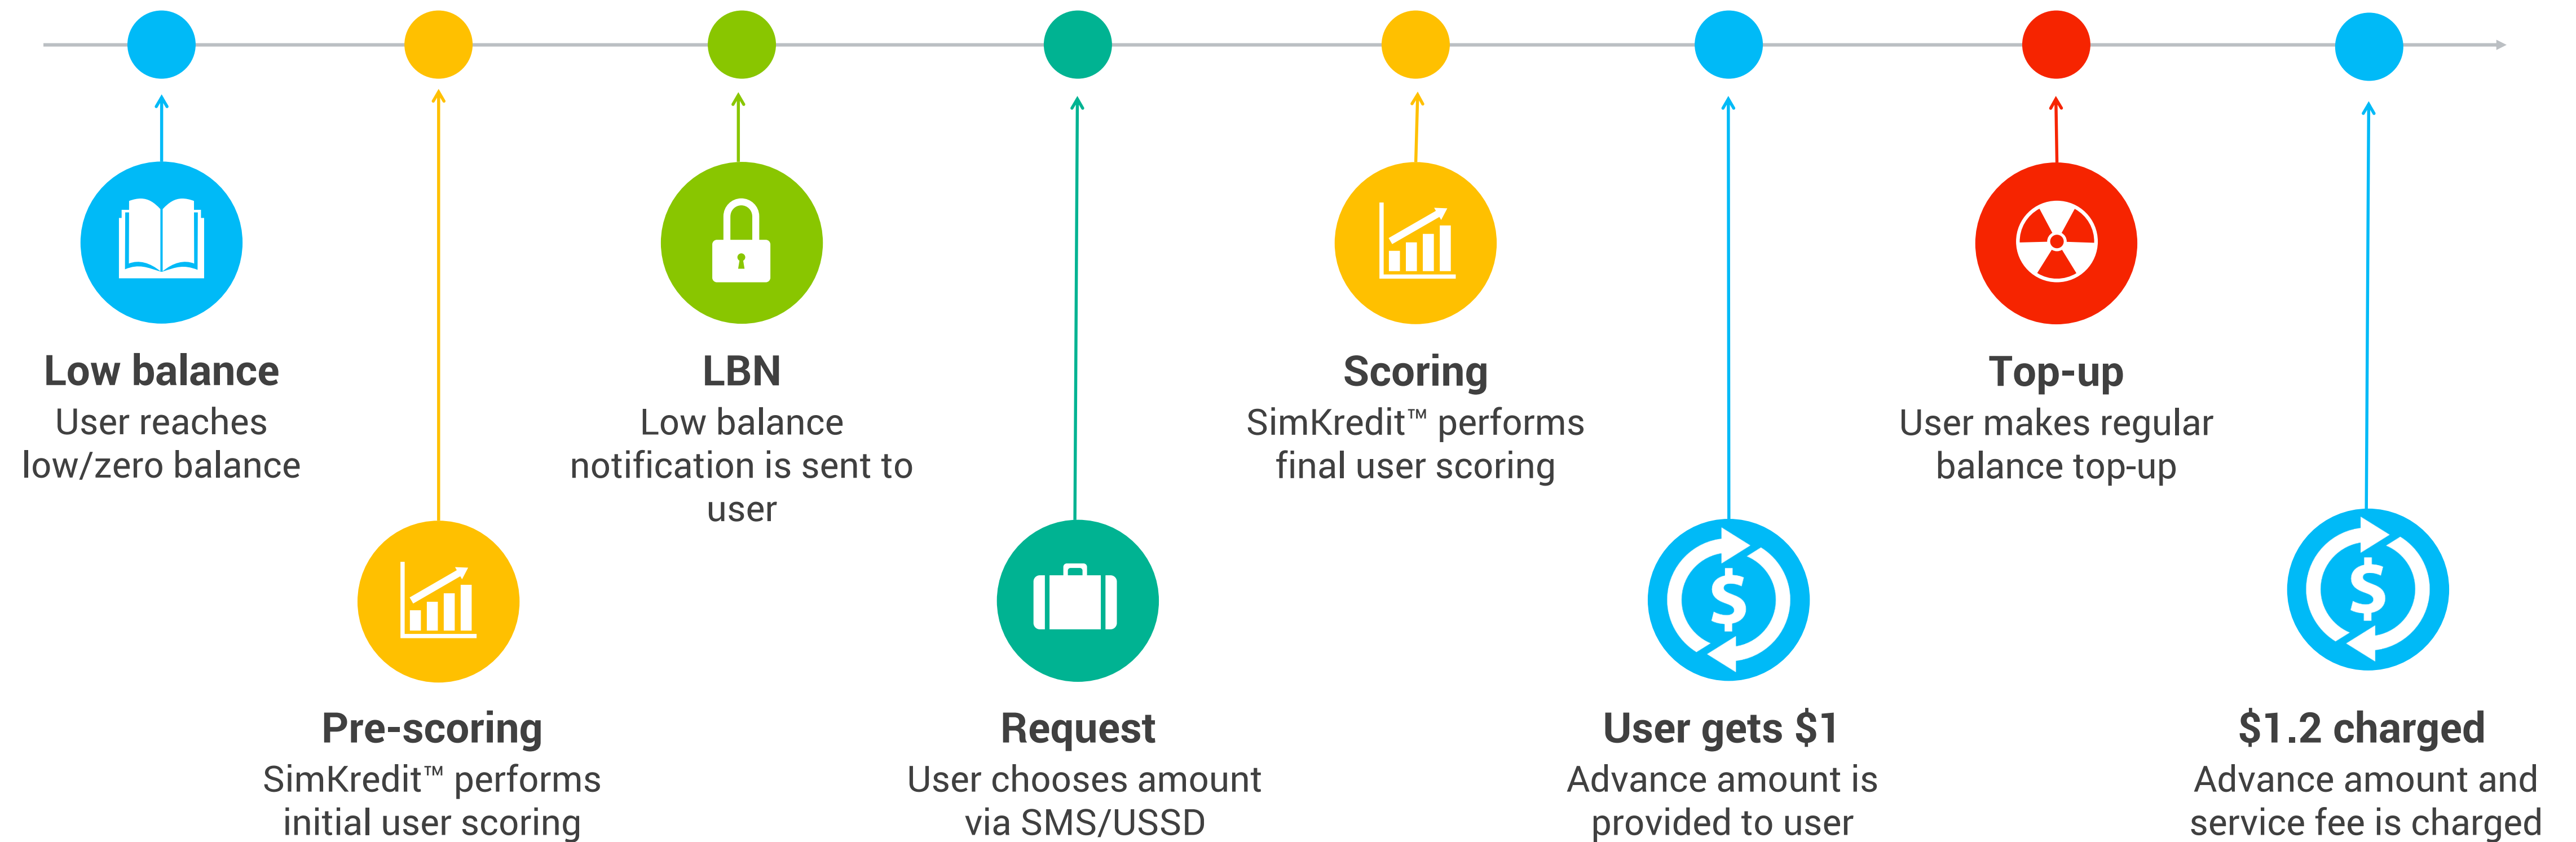 Low balance
User reaches
low/zero balance
Pre-scoring
SimKredit™ performs
initial user scoring
LBN
Low balance
notification is sent to
user
Request
User chooses amount
via SMS/USSD
Scoring
SimKredit™ performs
final user scoring
$
User gets $1
Advance amount is
provided to user
Top-up
User makes regular
balance top-up
$
$1.2 charged
Advance amount and
service fee is charged